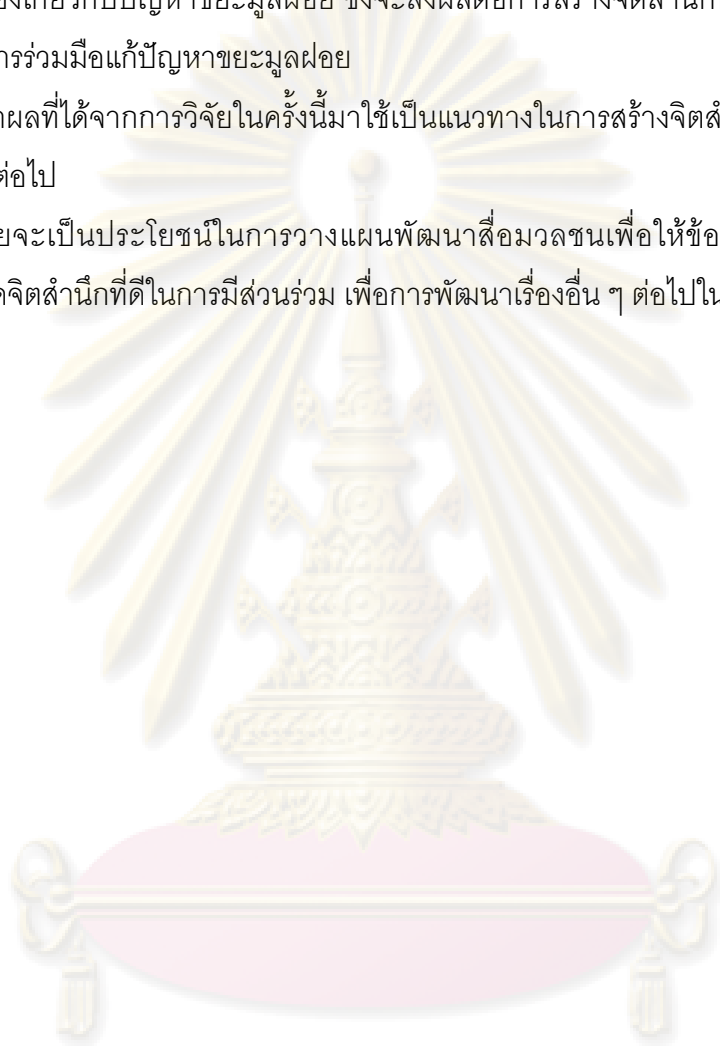 เกี่ยวกับปัญหาขยะมูลฝอย ซึ่งจะส่งผลต่อการสร้างจิตสำนึก
ร่วมมือแก้ปัญหาขยะมูลฝอย
ผลที่ได้จากการวิจัยในครั้งนี้มาใช้เป็นแนวทางในการสร้างจิต
ต่อไป
จะเป็นประโยชน์ในการวางแผนพัฒนาสื่อมวลชนเพื่อให้
จิตสำนึกที่ดีในการมีส่วนร่วม เพื่อการพัฒนาเรื่องอื่น ๆ ต่อไปใน